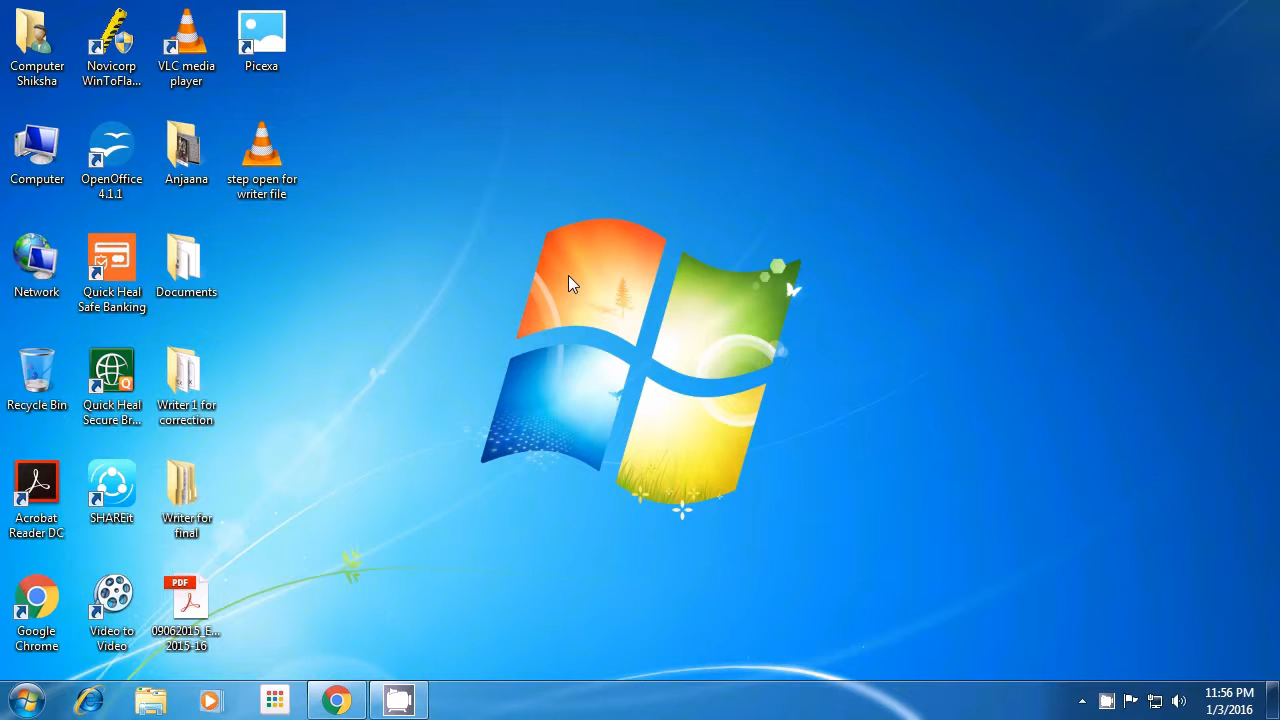 Computer
Shiksha
Novicorp
WinToFla...
VLC media
player
Picexa
Computer
OpenOffice
4.1.1
Anjaana
step open for
writer file
Network
Quick Heal
Safe Banking
Documents
Recycle Bin
Quick Heal
Secure Br...
Writer 1 for
correction
Acrobat
Reader DC
SHAREit
Writer for
final
Google
Chrome
Video to
Video
PDF
09062015_E...
2015-16
11:56 PM
1/3/2016